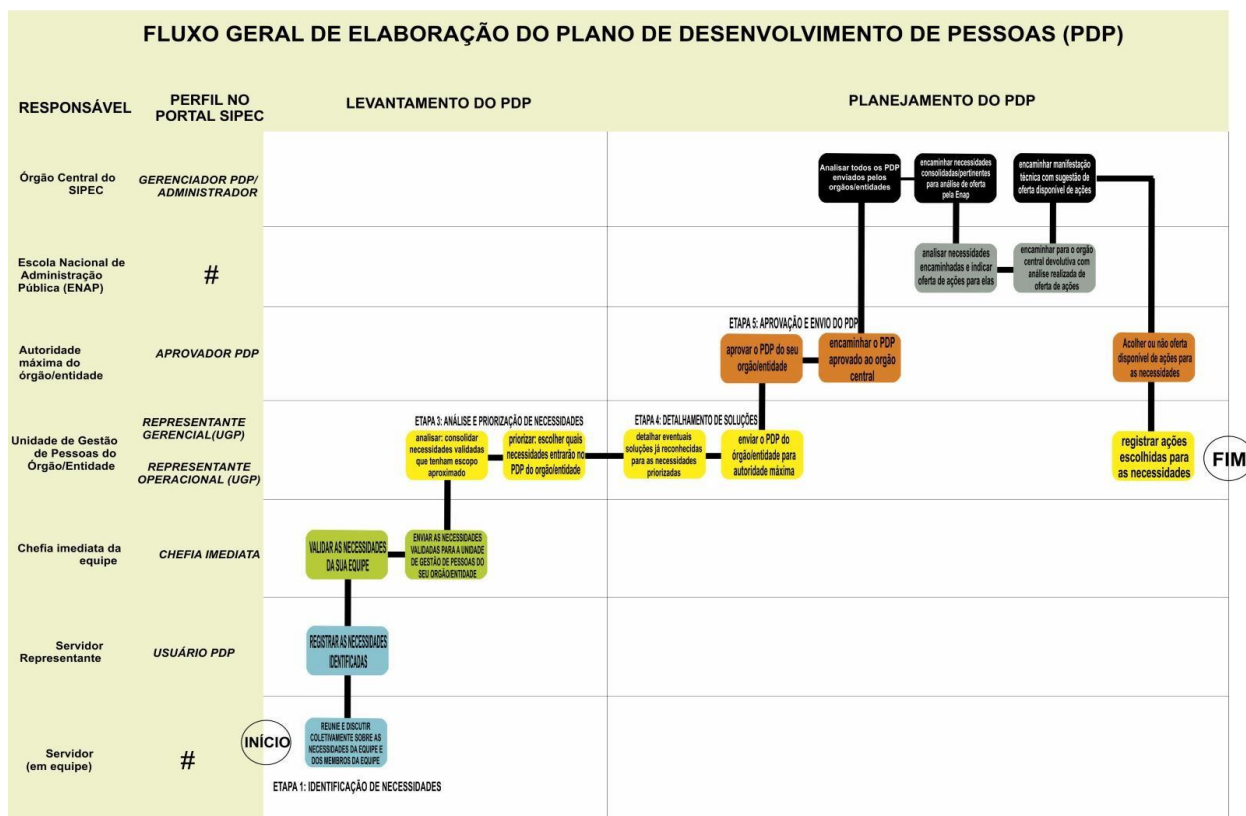 FLUXO GERAL DE ELABORAÇÃO DO PLANO DE DESENVOLVIMENTO DE PESSOAS (PDP)
RESPONSÁVEL
PERFIL NO
PORTAL SIPEC
LEVANTAMENTO DO PDP
PLANEJAMENTO DO PDP
Órgão Central do
SIPEC
GERENCIADOR PDP/
ADMINISTRADOR
Analisar todos os PDP
enviados pelos
orgãos/entidades
encaminhar necessidades
consolidadas/pertinentes
para análise de oferta
pela Enap
encaminhar manifestação
técnica com sugestão de
oferta disponível de ações
Escola Nacional de
Administração
Pública (ENAP)
#
analisar necessidades
encaminhadas e indicar
oferta de ações para elas
encaminhar para o orgão
central devolutiva com
análise realizada de
oferta de ações
Autoridade
máxima do
órgão/entidade
APROVADOR PDP
ETAPA 5: APROVAÇÃO E ENVIO DO PDP
aprovar o PDP do seu
orgão/entidade
encaminhar o PDP
aprovado ao orgão
central
Acolher ou não oferta
disponível de ações para
as necessidades
Unidade de Gestão
de Pessoas do
Órgão/Entidade
REPRESENTANTE
GERENCIAL(UGP)
REPRESENTANTE
OPERACIONAL (UGP)
ETAPA 3: ANÁLISE E PRIORIZAÇÃO DE NECESSIDADES
analisar: consolidar
necessidades validadas
que tenham escopo
aproximado
priorizar: escolher quais
necessidades entrarão no
PDP do orgão/entidade
ETAPA 4: DETALHAMENTO DE SOLUÇÕES
detalhar eventuais
soluções já reconhecidas
para as necessidades
priorizadas
enviar o PDP do
órgão/entidade para
autoridade máxima
registrar ações
escolhidas para
as necessidades
FIM
Chefia imediata da
equipe
CHEFIA IMEDIATA
VALIDAR AS NECESSIDADES
DA SUA EQUIPE
ENVIAR AS NECESSIDADES
VALIDADAS PARA A UNIDADE
DE GESTÃO DE PESSOAS DO
SEU ORGÃO/ENTIDADE
Servidor
Representante
USUÁRIO PDP
REGISTRAR AS NECESSIDADES
IDENTIFICADAS
Servidor
(em equipe)
#
INÍCIO
REUNIE E DISCUTIR
COLETIVAMENTE SOBRE AS
NECESSIDADES DA EQUIPE E
DOS MEMBROS DA EQUIPE
ETAPA 1: IDENTIFICAÇÃO DE NECESSIDADES